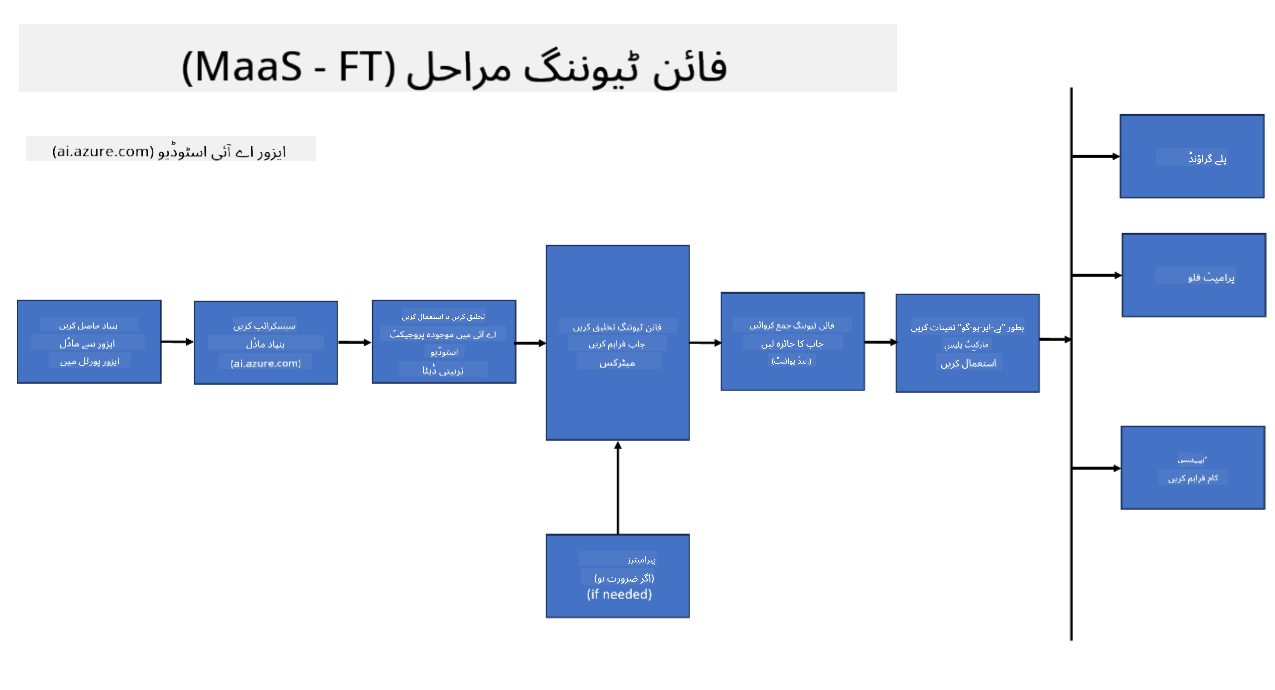 فائن ٹیوننگ مراحل (MaaS - FT)
ایزور اے آئی اسٹوڈیو (ai.azure.com)
بنیاد حاصل کریں
ایزور سے ماڈل
ایزور پورٹل میں
سبسکرائب کریں
بنیاد ماڈل
(ai.azure.com)
تخلیق کریں یا استعمال کریں
اے آئی میں موجودہ پروجیکٹ
اسٹوڈیو
تربیتی ڈیٹا
فائن ٹیوننگ تخلیق کریں
جاب فراہم کریں
میٹرکس
پیرامیٹرز
(اگر ضرورت ہو)
(if needed)
فائن ٹیوننگ جمع کروائیں
جاب کا جائزہ لیں
بطور "پے-ایز-یو-گو" تعینات کریں
مارکیٹ پلیس
استعمال کریں
پلے گراؤنڈ
پرامپٹ فلو
کام فراہم کریں